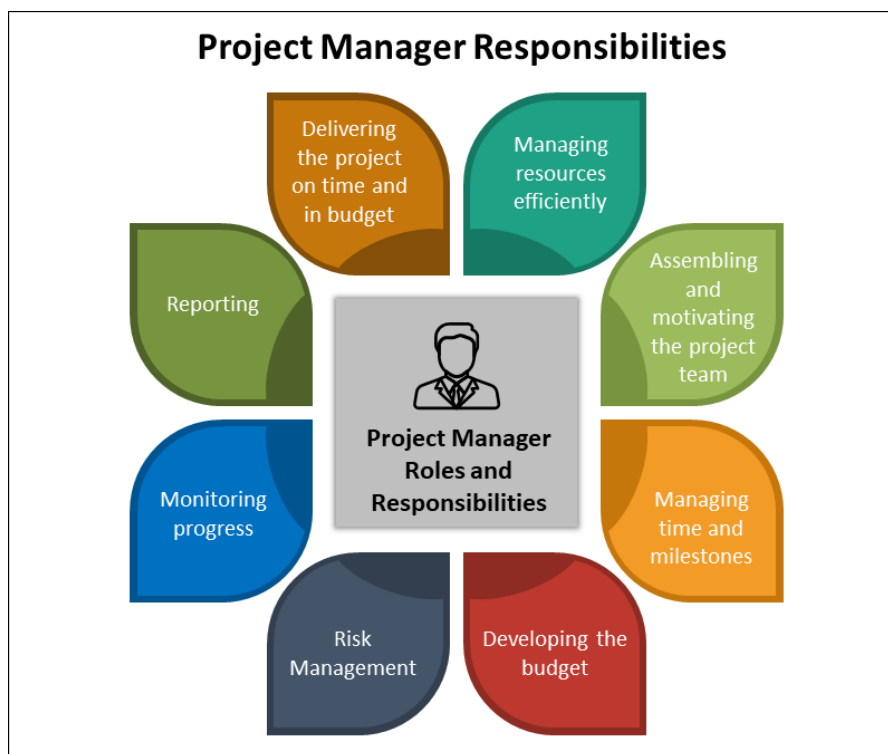 Project Manager Responsibilities
Delivering
the project
on time and
in budget
Managing
resources
efficiently
Assembling
and
motivating
the project
team
Managing
time and
milestones
Developing the
budget
Risk
Management
Monitoring
progress
Reporting
Project Manager
Roles and
Responsibilities